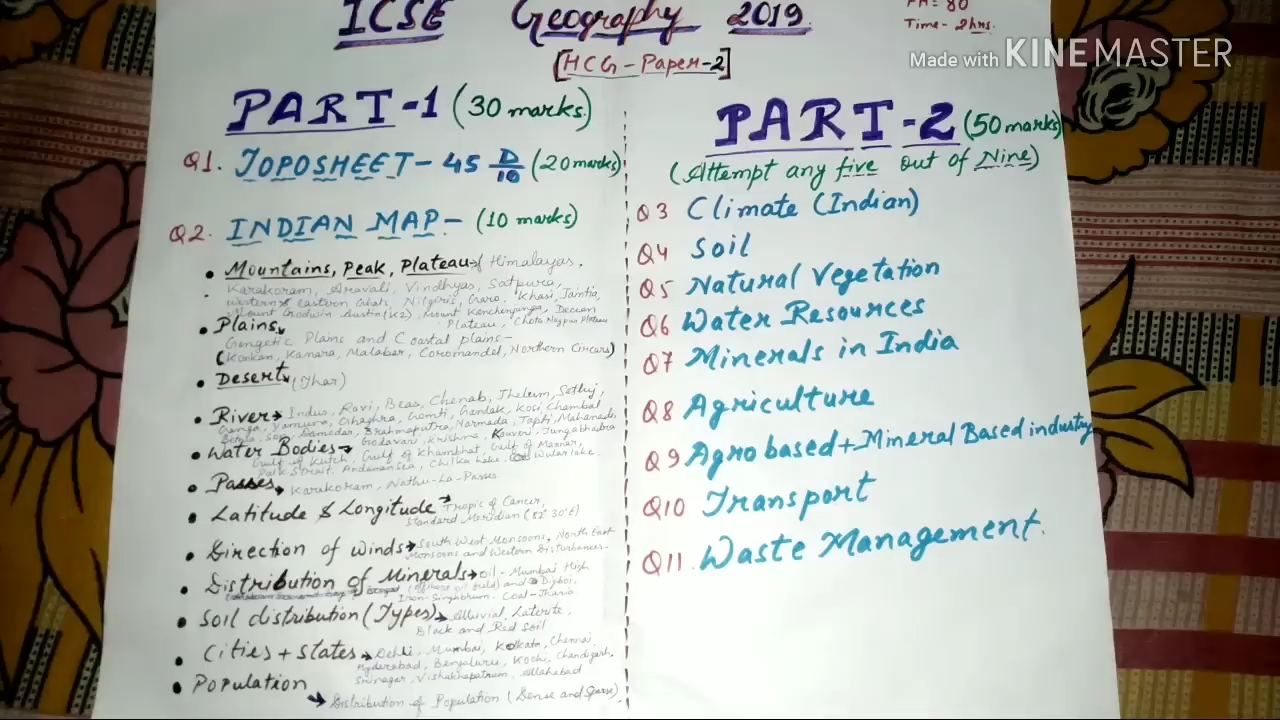 ICSE Geography 2019
FM= 80
Time- 2hrs.
Made with KINEMASTER
[HCG-Paper-2]
PART-1 (30 marks)
Q1. TOPOSHEET- 45 D/10 (20 marks)
Q2. INDIAN MAP- (10 marks)
• Mountains, Peak, Plateau→ Himalayas,
Karakoram, Aravali, Vindhyas, Satpura,
Western & eastern Ghats, Nilgiris, Garo, Khasi, Jaintia,
Mount Godwin Austin (K2), Mount Kanchenjunga, Deccan
Plateau, Chota Nagpur Plateau
• Plains
Gangetic Plains and Coastal plains-
(Konkan, Kanara, Malabar, Coromandel, Northern Circars)
• Desert (Thar)
• River→ Indus, Ravi, Beas, Chenab, Jhelum, Satluj,
Ganga, Yamuna, Ghaghra, Gomti, Gandak, Kosi Chambal
Betwa, Son, Damodar, Brahmaputra, Narmada, Tapti, Mahanadi,
Godavari, Krishna, Kaveri, Tungabhadra
• Water Bodies→
Gulf of Kutch, Gulf of Khambhat, Gulf of Mannar,
Palk Strait, Andaman Sea, Chilka Lake, Wular lake.
• Passes→ Karakoram, Nathu-La-Passes
• Latitude & Longitude→ Tropic of Cancer,
Standard Meridian (82° 30'E)
• Direction of winds→ South West Monsoons, North East
Monsoons and Western Disturbances.
• Distribution of Minerals→ Oil-Mumbai High
(Offshore oil field) and Digboi,
Iron-Singhbhum, Coal-Jharia
• Soil distribution (Types)→ Alluvial, Laterite,
Black and Red Soil
• Cities + states→ Delhi, Mumbai, Kolkata, Chennai
Hyderabad, Bengaluru, Kochi, Chandigarh,
Srinagar, Vishakhapatnam, Allahabad
• Population
→ Distribution of Population (Dense and Sparse)
PART-2 (50 marks)
(Attempt any five out of Nine)
Q3 Climate (Indian)
Q4 Soil
Q5 Natural Vegetation
Q6 Water Resources
Q7 Minerals in India
Q8 Agriculture
Q9 Agro based + Mineral Based industry
Q10 Transport
Q11. Waste Management.